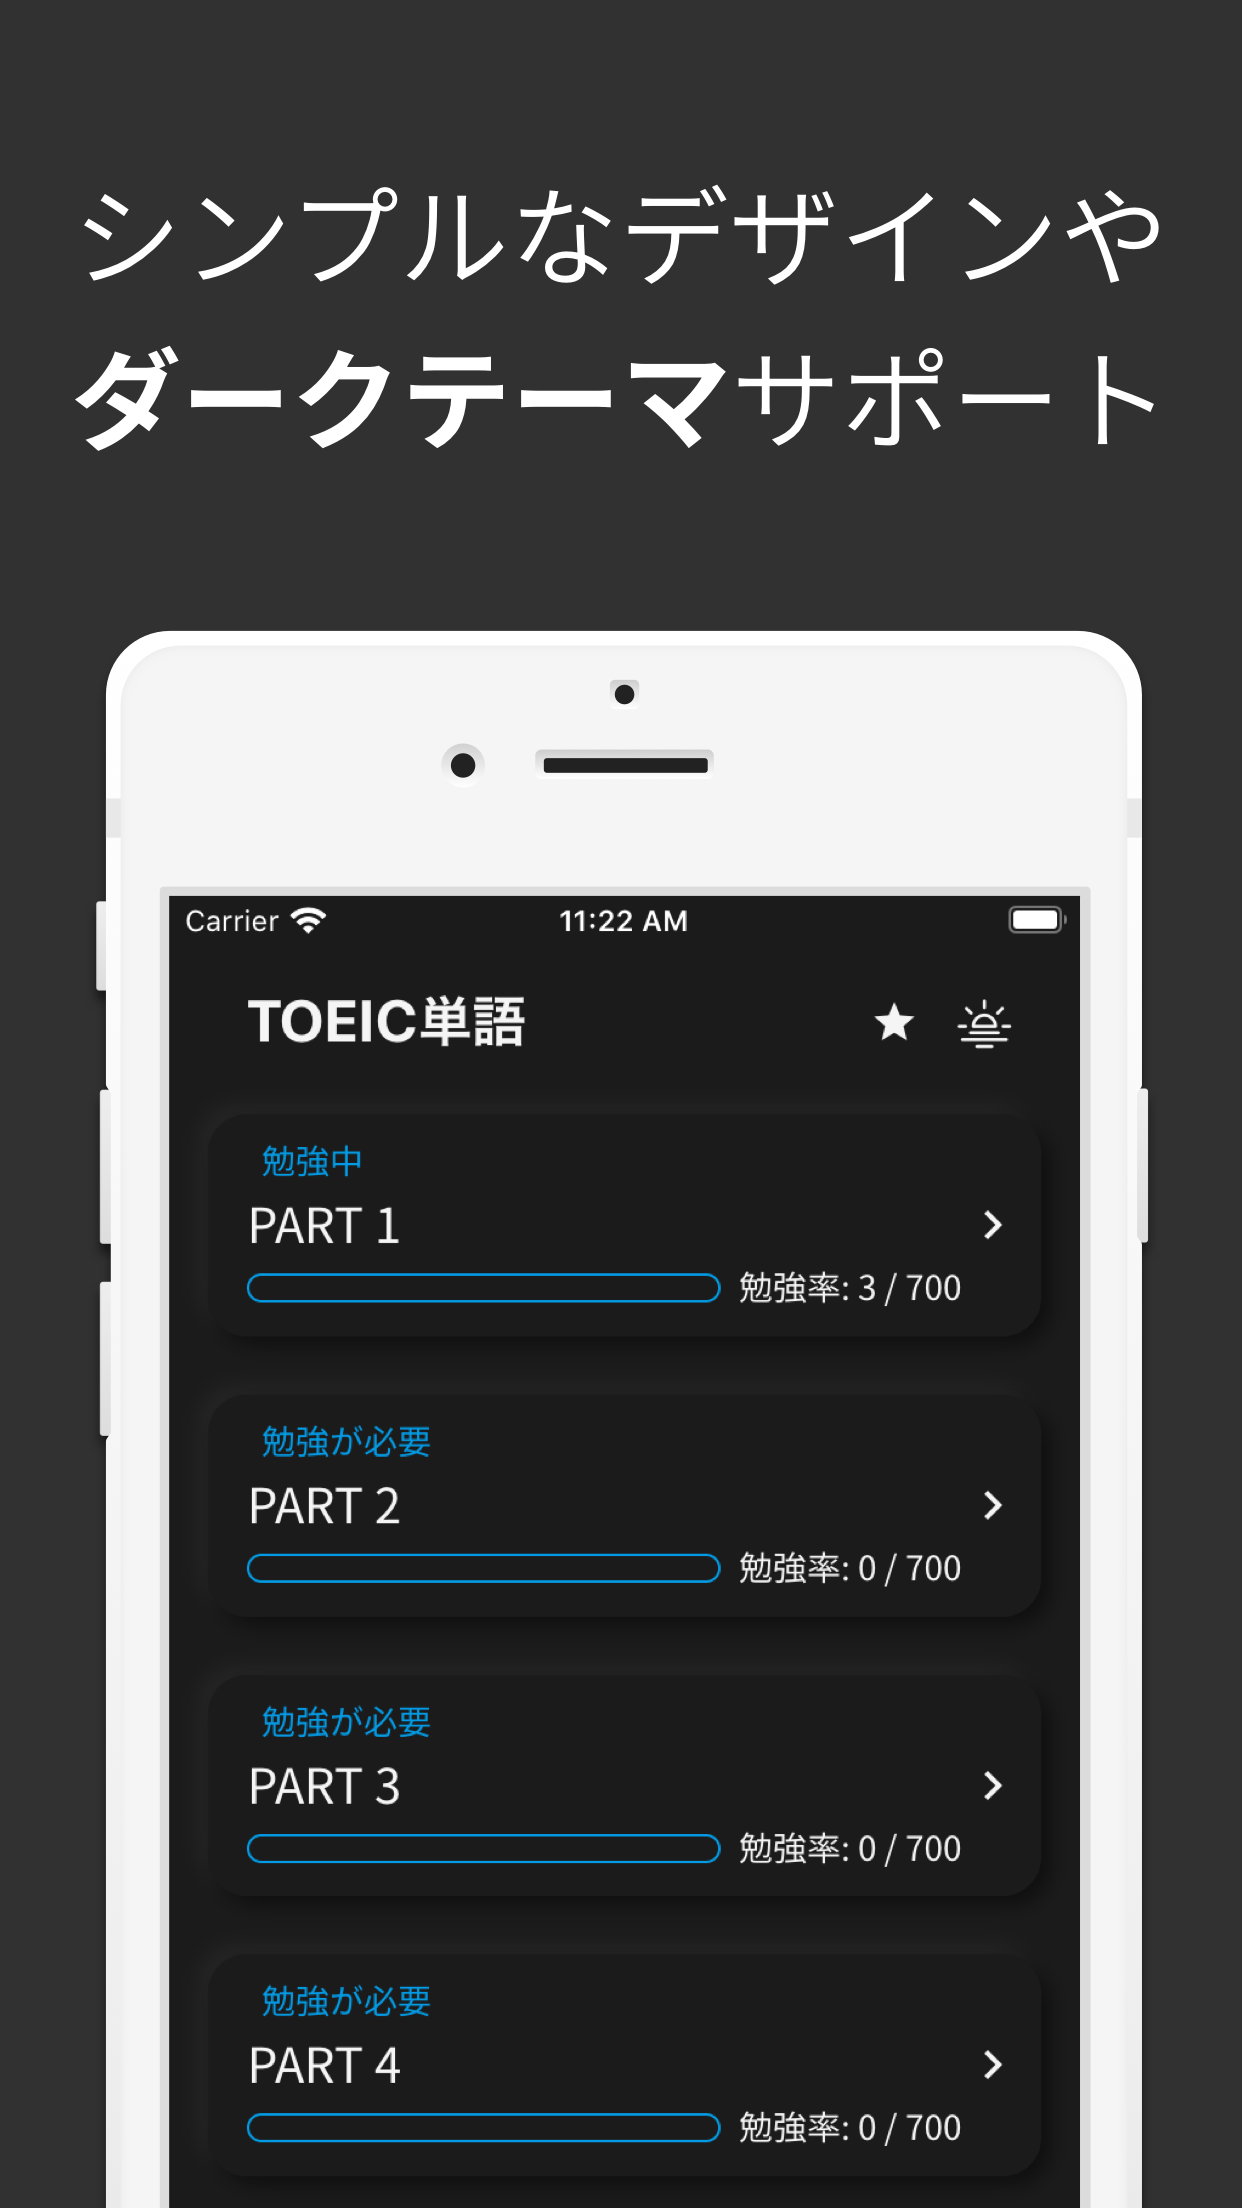 シンプルなデザインや
ダークテーマサポート
Carrier 11:22 AM
TOEIC単語
勉強中
PART 1
勉強率: 3 / 700
勉強が必要
PART 2
勉強率: 0 / 700
勉強が必要
PART 3
勉強率: 0 / 700
勉強が必要
PART 4
勉強率: 0 / 700